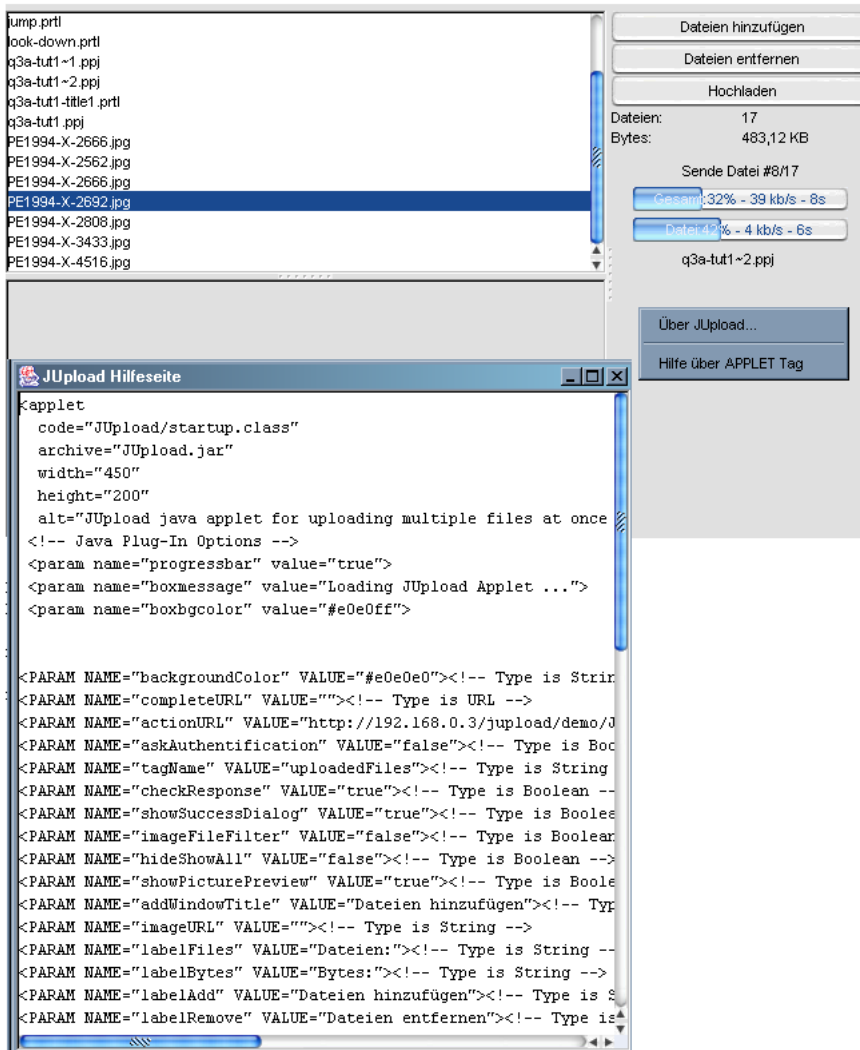 jump.prtl
look-down.prtl
q3a-tut1~1.ppj
q3a-tut1~2.ppj
q3a-tut1-title1.prtl
q3a-tut1.ppj
PE1994-X-2666.jpg
PE1994-X-2562.jpg
PE1994-X-2666.jpg
PE1994-X-2692.jpg
PE1994-X-2808.jpg
PE1994-X-3433.jpg
PE1994-X-4516.jpg
Dateien hinzufügen
Dateien entfernen
Hochladen
Dateien: 17
Bytes: 483,12 KB
Sende Datei #8/17
Gesamt:32% - 39 kb/s - 8s
Datei:42% - 4 kb/s - 6s
q3a-tut1~2.ppj
Über JUpload...
Hilfe über APPLET Tag
JUpload Hilfeseite
<applet
code="JUpload/startup.class"
archive="JUpload.jar"
width="450"
height="200"
alt="JUpload java applet for uploading multiple files at once
<!-- Java Plug-In Options -->
<param name="progressbar" value="true">
<param name="boxmessage" value="Loading JUpload Applet ...">
<param name="boxbgcolor" value="#e0e0ff">
<PARAM NAME="backgroundColor" VALUE="#e0e0e0"><!-- Type is Strin
<PARAM NAME="completeURL" VALUE=""><!-- Type is URL -->
<PARAM NAME="actionURL" VALUE="http://192.168.0.3/jupload/demo/J
<PARAM NAME="askAuthentification" VALUE="false"><!-- Type is Boo
<PARAM NAME="tagName" VALUE="uploadedFiles"><!-- Type is String
<PARAM NAME="checkResponse" VALUE="true"><!-- Type is Boolean --
<PARAM NAME="showSuccessDialog" VALUE="true"><!-- Type is Boolea
<PARAM NAME="imageFileFilter" VALUE="false"><!-- Type is Boolean
<PARAM NAME="hideShowAll" VALUE="false"><!-- Type is Boolean -->
<PARAM NAME="showPicturePreview" VALUE="true"><!-- Type is Boole
<PARAM NAME="addWindowTitle" VALUE="Dateien hinzufügen"><!-- Typ
<PARAM NAME="imageURL" VALUE=""><!-- Type is String -->
<PARAM NAME="labelFiles" VALUE="Dateien:"><!-- Type is String --
<PARAM NAME="labelBytes" VALUE="Bytes:"><!-- Type is String -->
<PARAM NAME="labelAdd" VALUE="Dateien hinzufügen"><!-- Type is S
<PARAM NAME="labelRemove" VALUE="Dateien entfernen"><!-- Type is